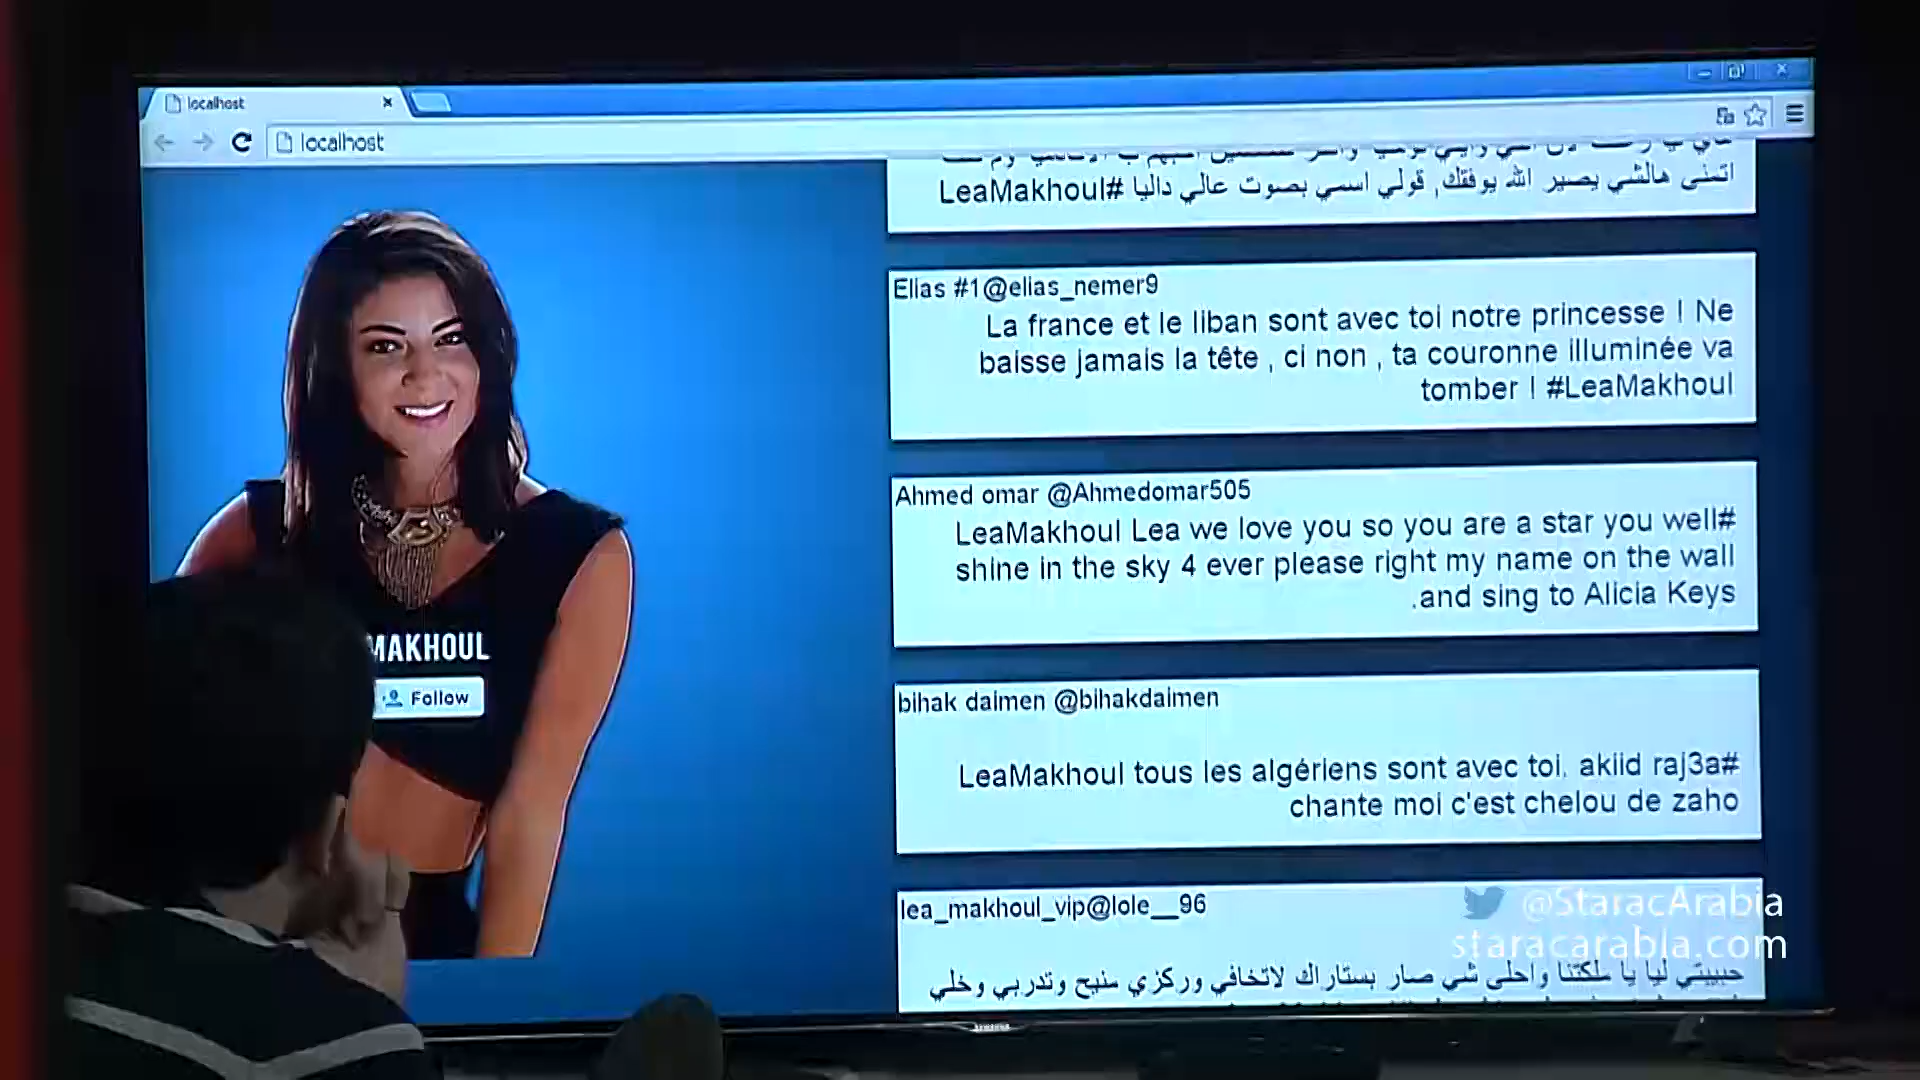 localhost
localhost
اتمنى هالشي يصير الله يوفقك, قولي اسمي بصوت عالي داليا #LeaMakhoul
Elias #1@elias_nemer9
La france et le liban sont avec toi notre princesse ! Ne
baisse jamais la tête , ci non , ta couronne illuminée va
tomber ! #LeaMakhoul
Ahmed omar @Ahmedomar505
LeaMakhoul Lea we love you so you are a star you well#
shine in the sky 4 ever please right my name on the wall
.and sing to Alicia Keys
bihak daimen @bihakdaimen
LeaMakhoul tous les algériens sont avec toi. akiid raj3a#
chante moi c'est chelou de zaho
lea_makhoul_vip@lole__96
حبيبتي ليا يا ملكتنا واحلى شي صار بستاراك لاتخافي وركزي منيح وتدربي وخلي
MAKHOUL
Follow
@StaracArabia
staracarabia.com